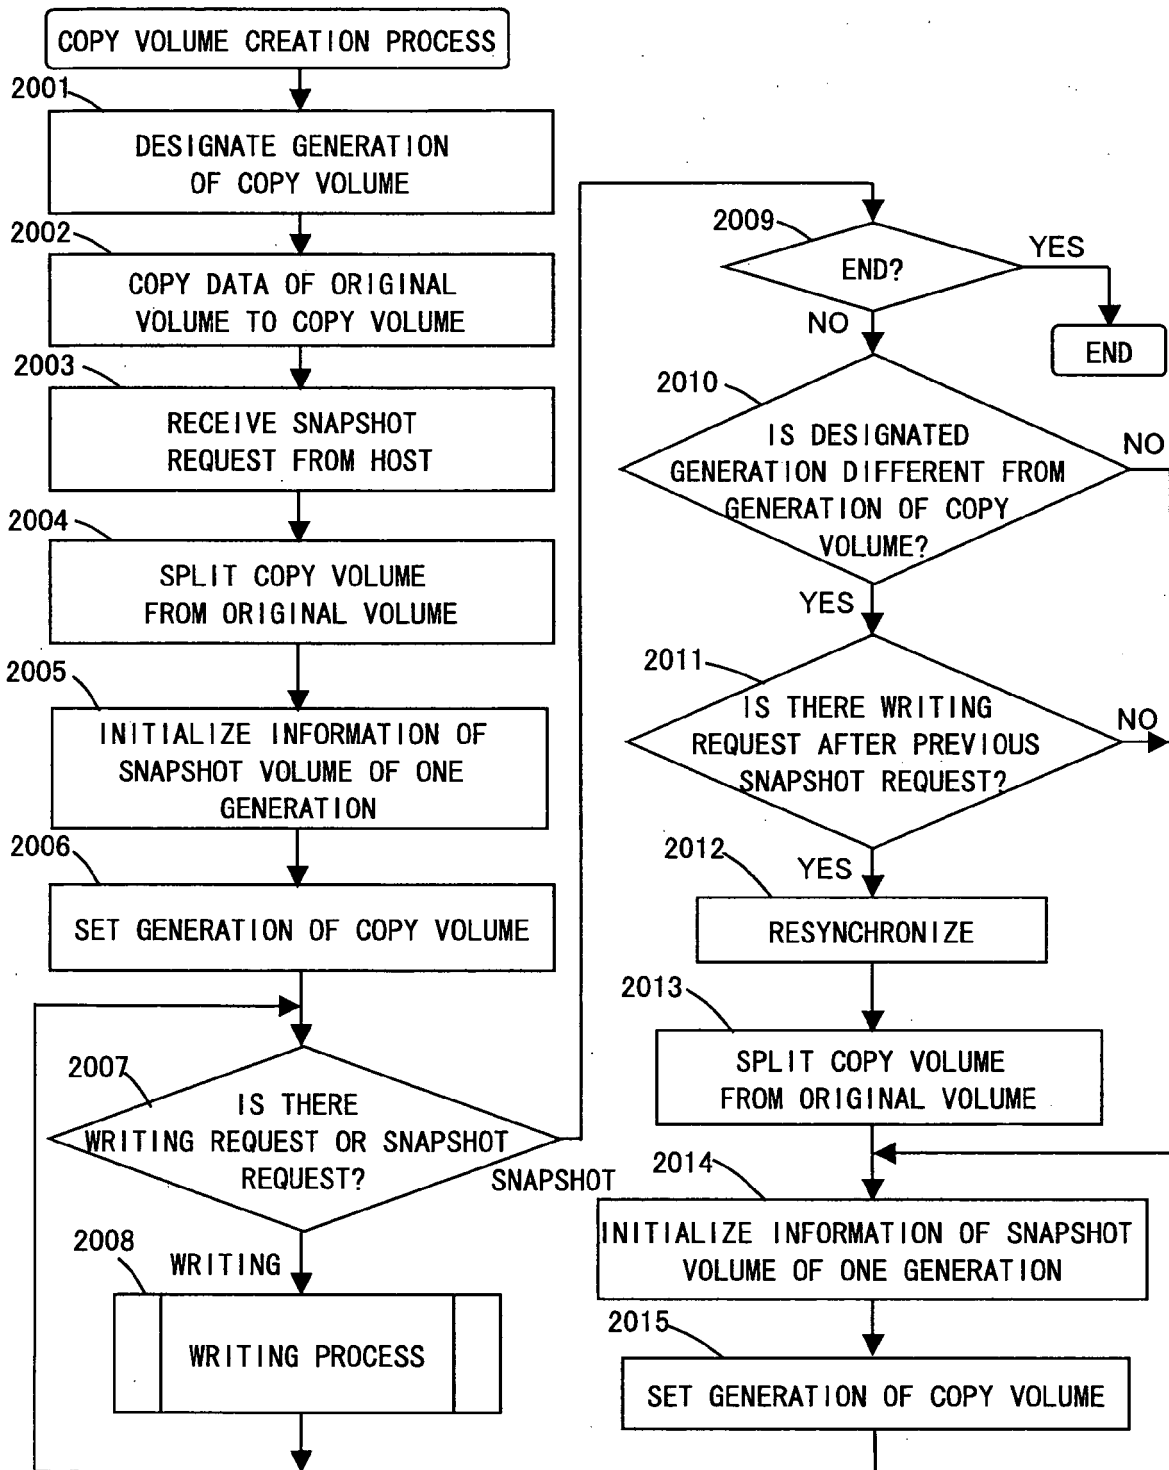 COPY VOLUME CREATION PROCESS
2001
DESIGNATE GENERATION
OF COPY VOLUME
2002
COPY DATA OF ORIGINAL
VOLUME TO COPY VOLUME
2003
RECEIVE SNAPSHOT
REQUEST FROM HOST
2004
SPLIT COPY VOLUME
FROM ORIGINAL VOLUME
2005
INITIALIZE INFORMATION OF
SNAPSHOT VOLUME OF ONE
GENERATION
2006
SET GENERATION OF COPY VOLUME
2007
IS THERE
WRITING REQUEST OR SNAPSHOT
REQUEST?
SNAPSHOT
WRITING
2008
WRITING PROCESS
2009
END?
YES
NO
END
2010
IS DESIGNATED
GENERATION DIFFERENT FROM
GENERATION OF COPY
VOLUME?
NO
YES
2011
IS THERE WRITING
REQUEST AFTER PREVIOUS
SNAPSHOT REQUEST?
NO
YES
2012
RESYNCHRONIZE
2013
SPLIT COPY VOLUME
FROM ORIGINAL VOLUME
2014
INITIALIZE INFORMATION OF SNAPSHOT
VOLUME OF ONE GENERATION
2015
SET GENERATION OF COPY VOLUME